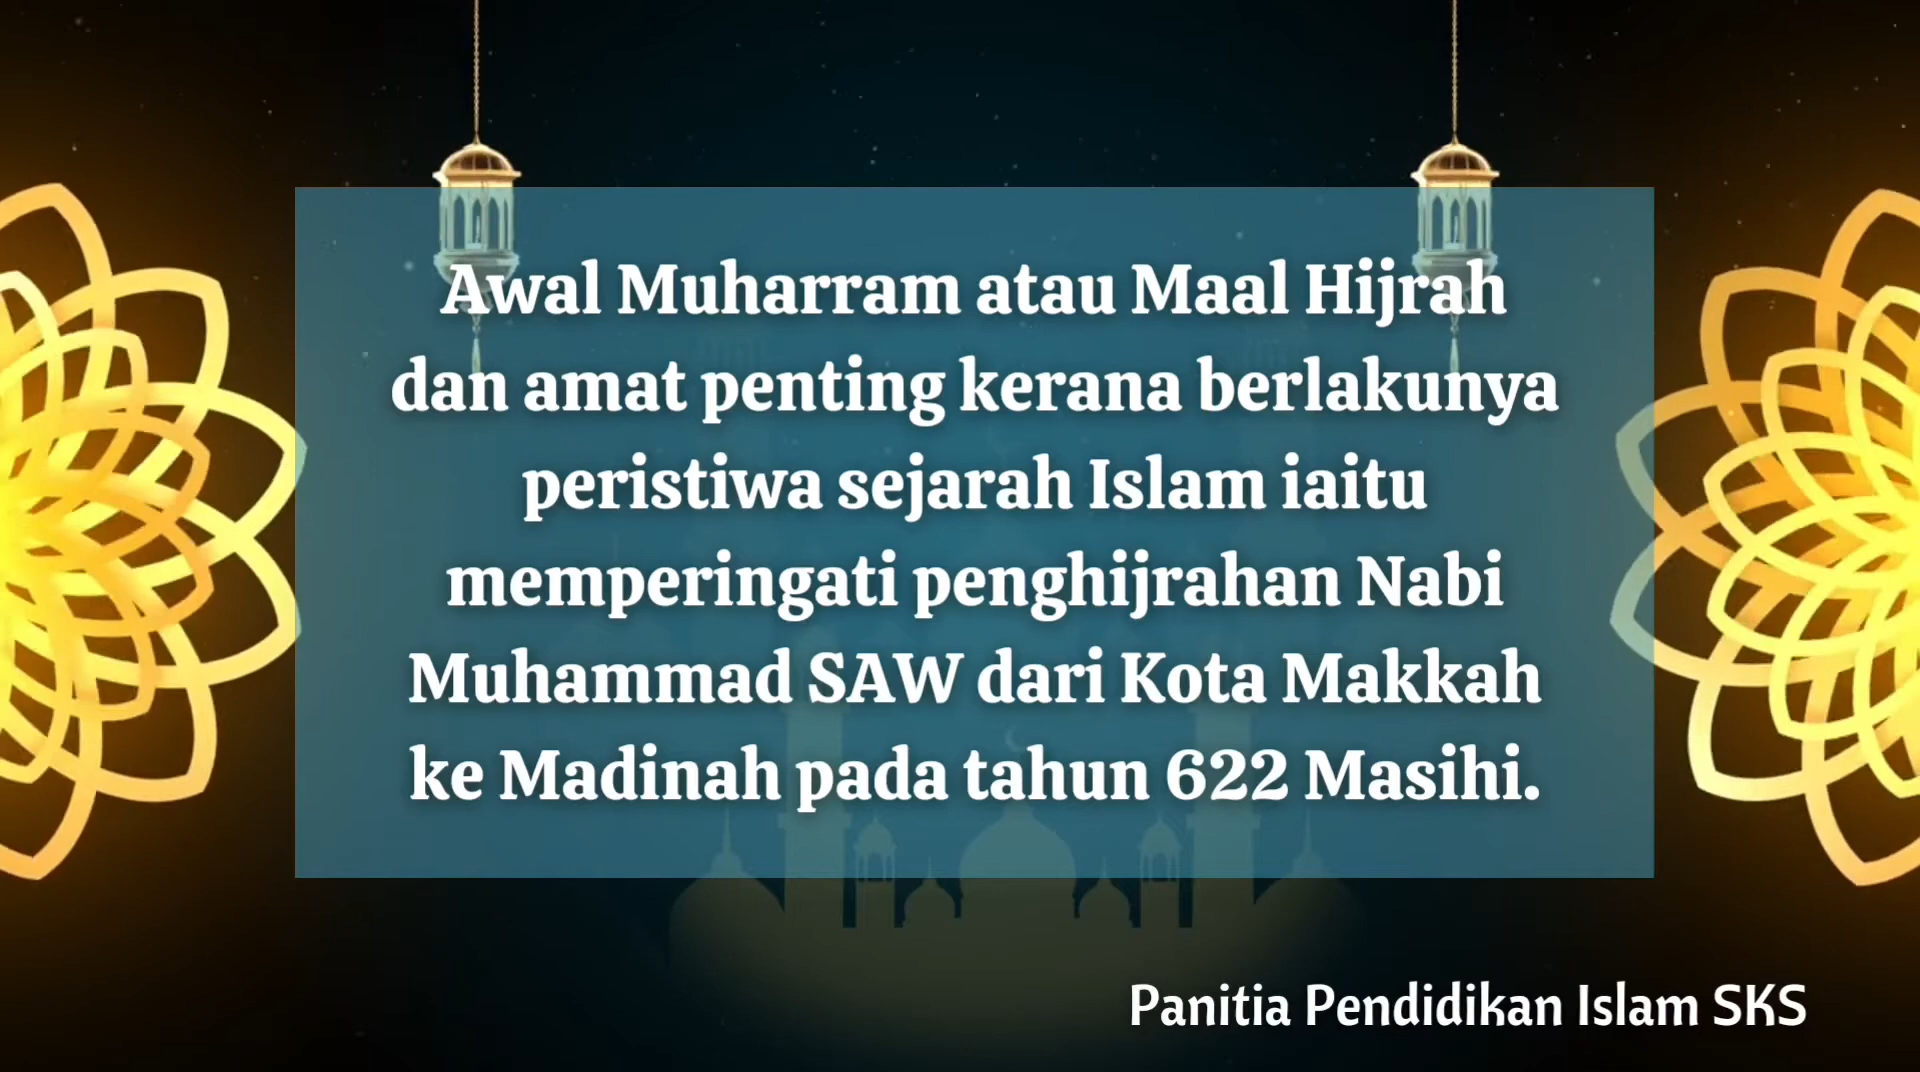 Awal Muharram atau Maal Hijrah
dan amat penting kerana berlakunya
peristiwa sejarah Islam iaitu
memperingati penghijrahan Nabi
Muhammad SAW dari Kota Makkah
ke Madinah pada tahun 622 Masihi.
Panitia Pendidikan Islam SKS